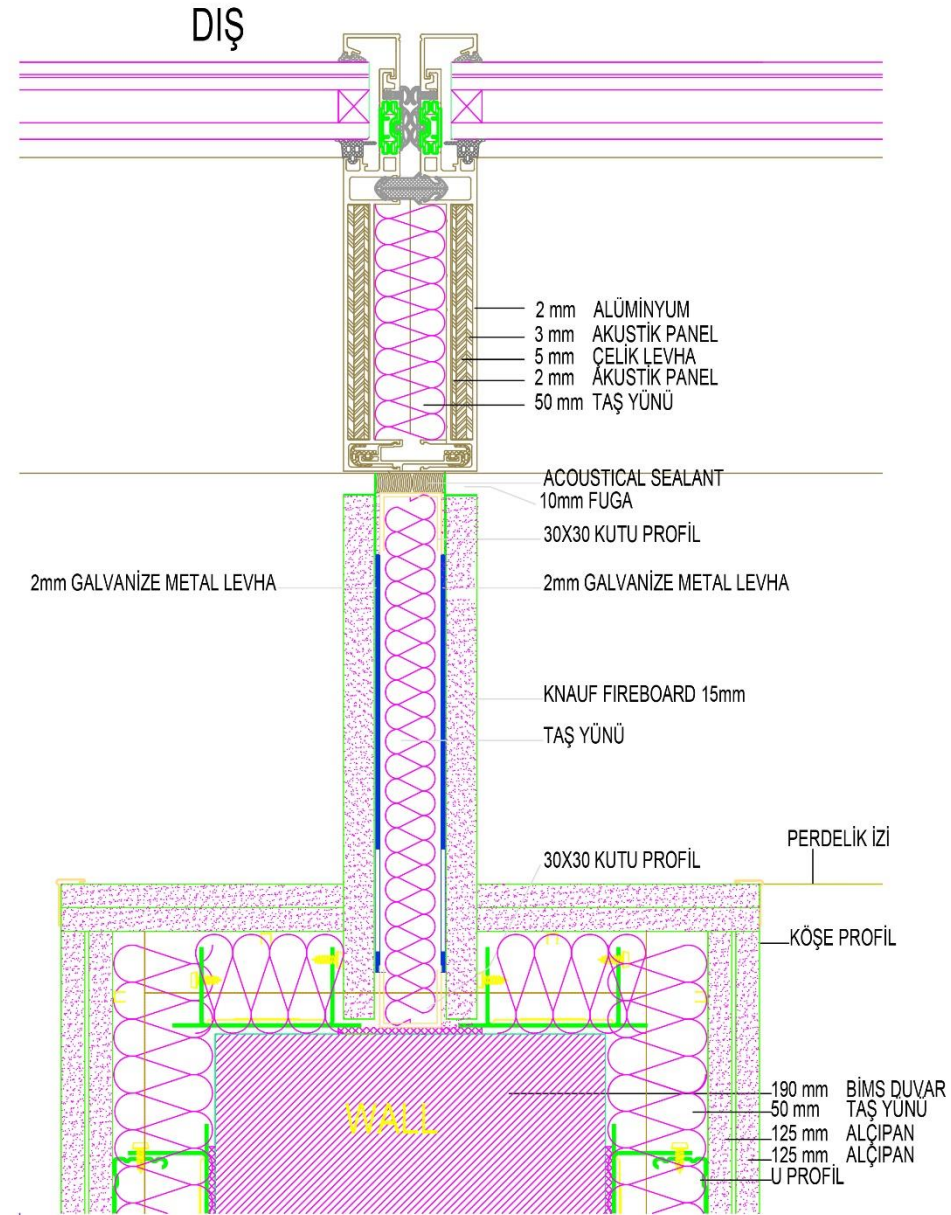 DIŞ
2 mm ALÜMİNYUM
3 mm AKUSTİK PANEL
5 mm ÇELİK LEVHA
2 mm AKUSTİK PANEL
50 mm TAŞ YÜNÜ
ACOUSTICAL SEALANT
10mm FUGA
30X30 KUTU PROFİL
2mm GALVANİZE METAL LEVHA
2mm GALVANİZE METAL LEVHA
KNAUF FIREBOARD 15mm
TAŞ YÜNÜ
PERDELİK İZİ
30X30 KUTU PROFİL
KÖŞE PROFİL
190 mm BİMS DUVAR
50 mm TAŞ YÜNÜ
WALL
125 mm ALÇIPAN
125 mm ALÇIPAN
U PROFİL